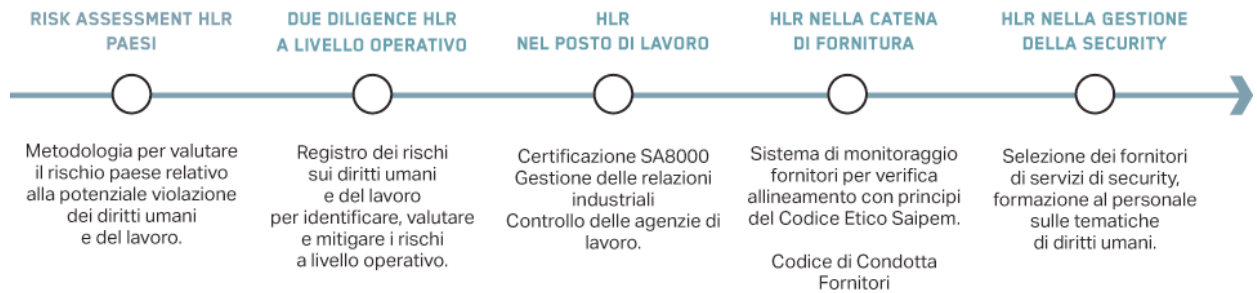 RISK ASSESSMENT HLR
PAESI
Metodologia per valutare
il rischio paese relativo
alla potenziale violazione
dei diritti umani
e del lavoro.
DUE DILIGENCE HLR
A LIVELLO OPERATIVO
Registro dei rischi
sui diritti umani
e del lavoro
per identificare, valutare
e mitigare i rischi
a livello operativo.
HLR
NEL POSTO DI LAVORO
Certificazione SA8000
Gestione delle relazioni
industriali
Controllo delle agenzie di
lavoro.
HLR NELLA CATENA
DI FORNITURA
Sistema di monitoraggio
fornitori per verifica
allineamento con principi
del Codice Etico Saipem.
Codice di Condotta
Fornitori
HLR NELLA GESTIONE
DELLA SECURITY
Selezione dei fornitori
di servizi di security,
formazione al personale
sulle tematiche
di diritti umani.